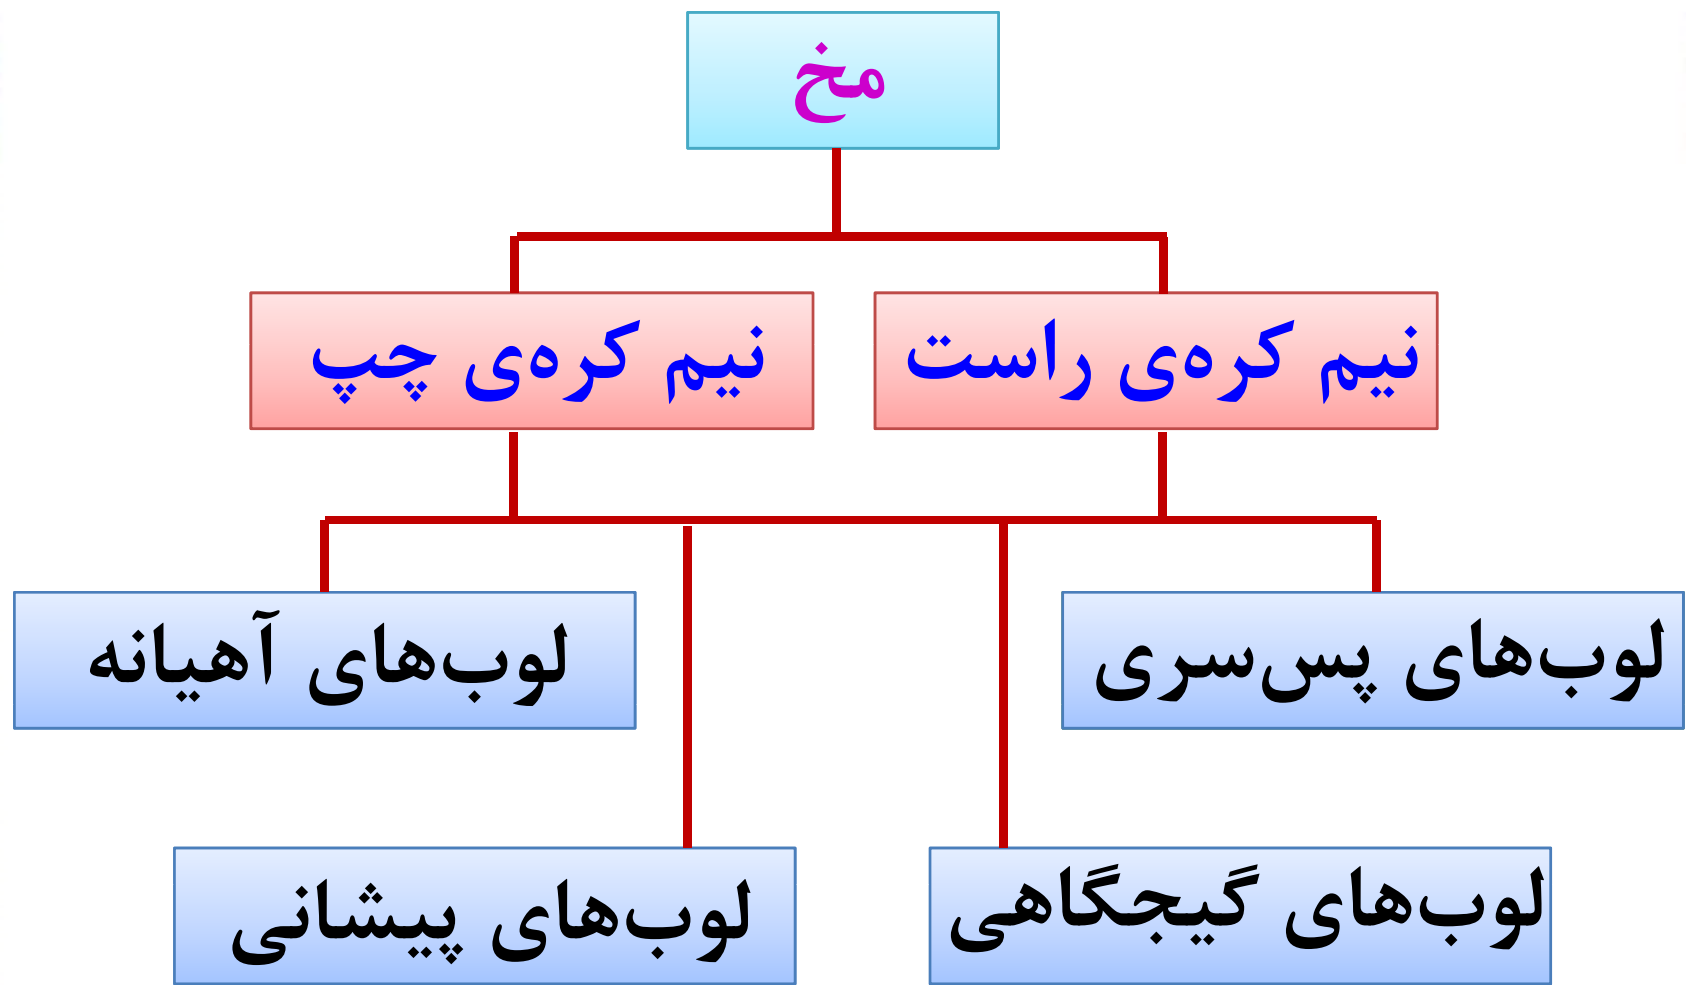 مخ
نیم کره‌ی راست
نیم کره‌ی چپ
لوب‌های پس‌سری
لوب‌های آهیانه
لوب‌های گیجگاهی
لوب‌های پیشانی